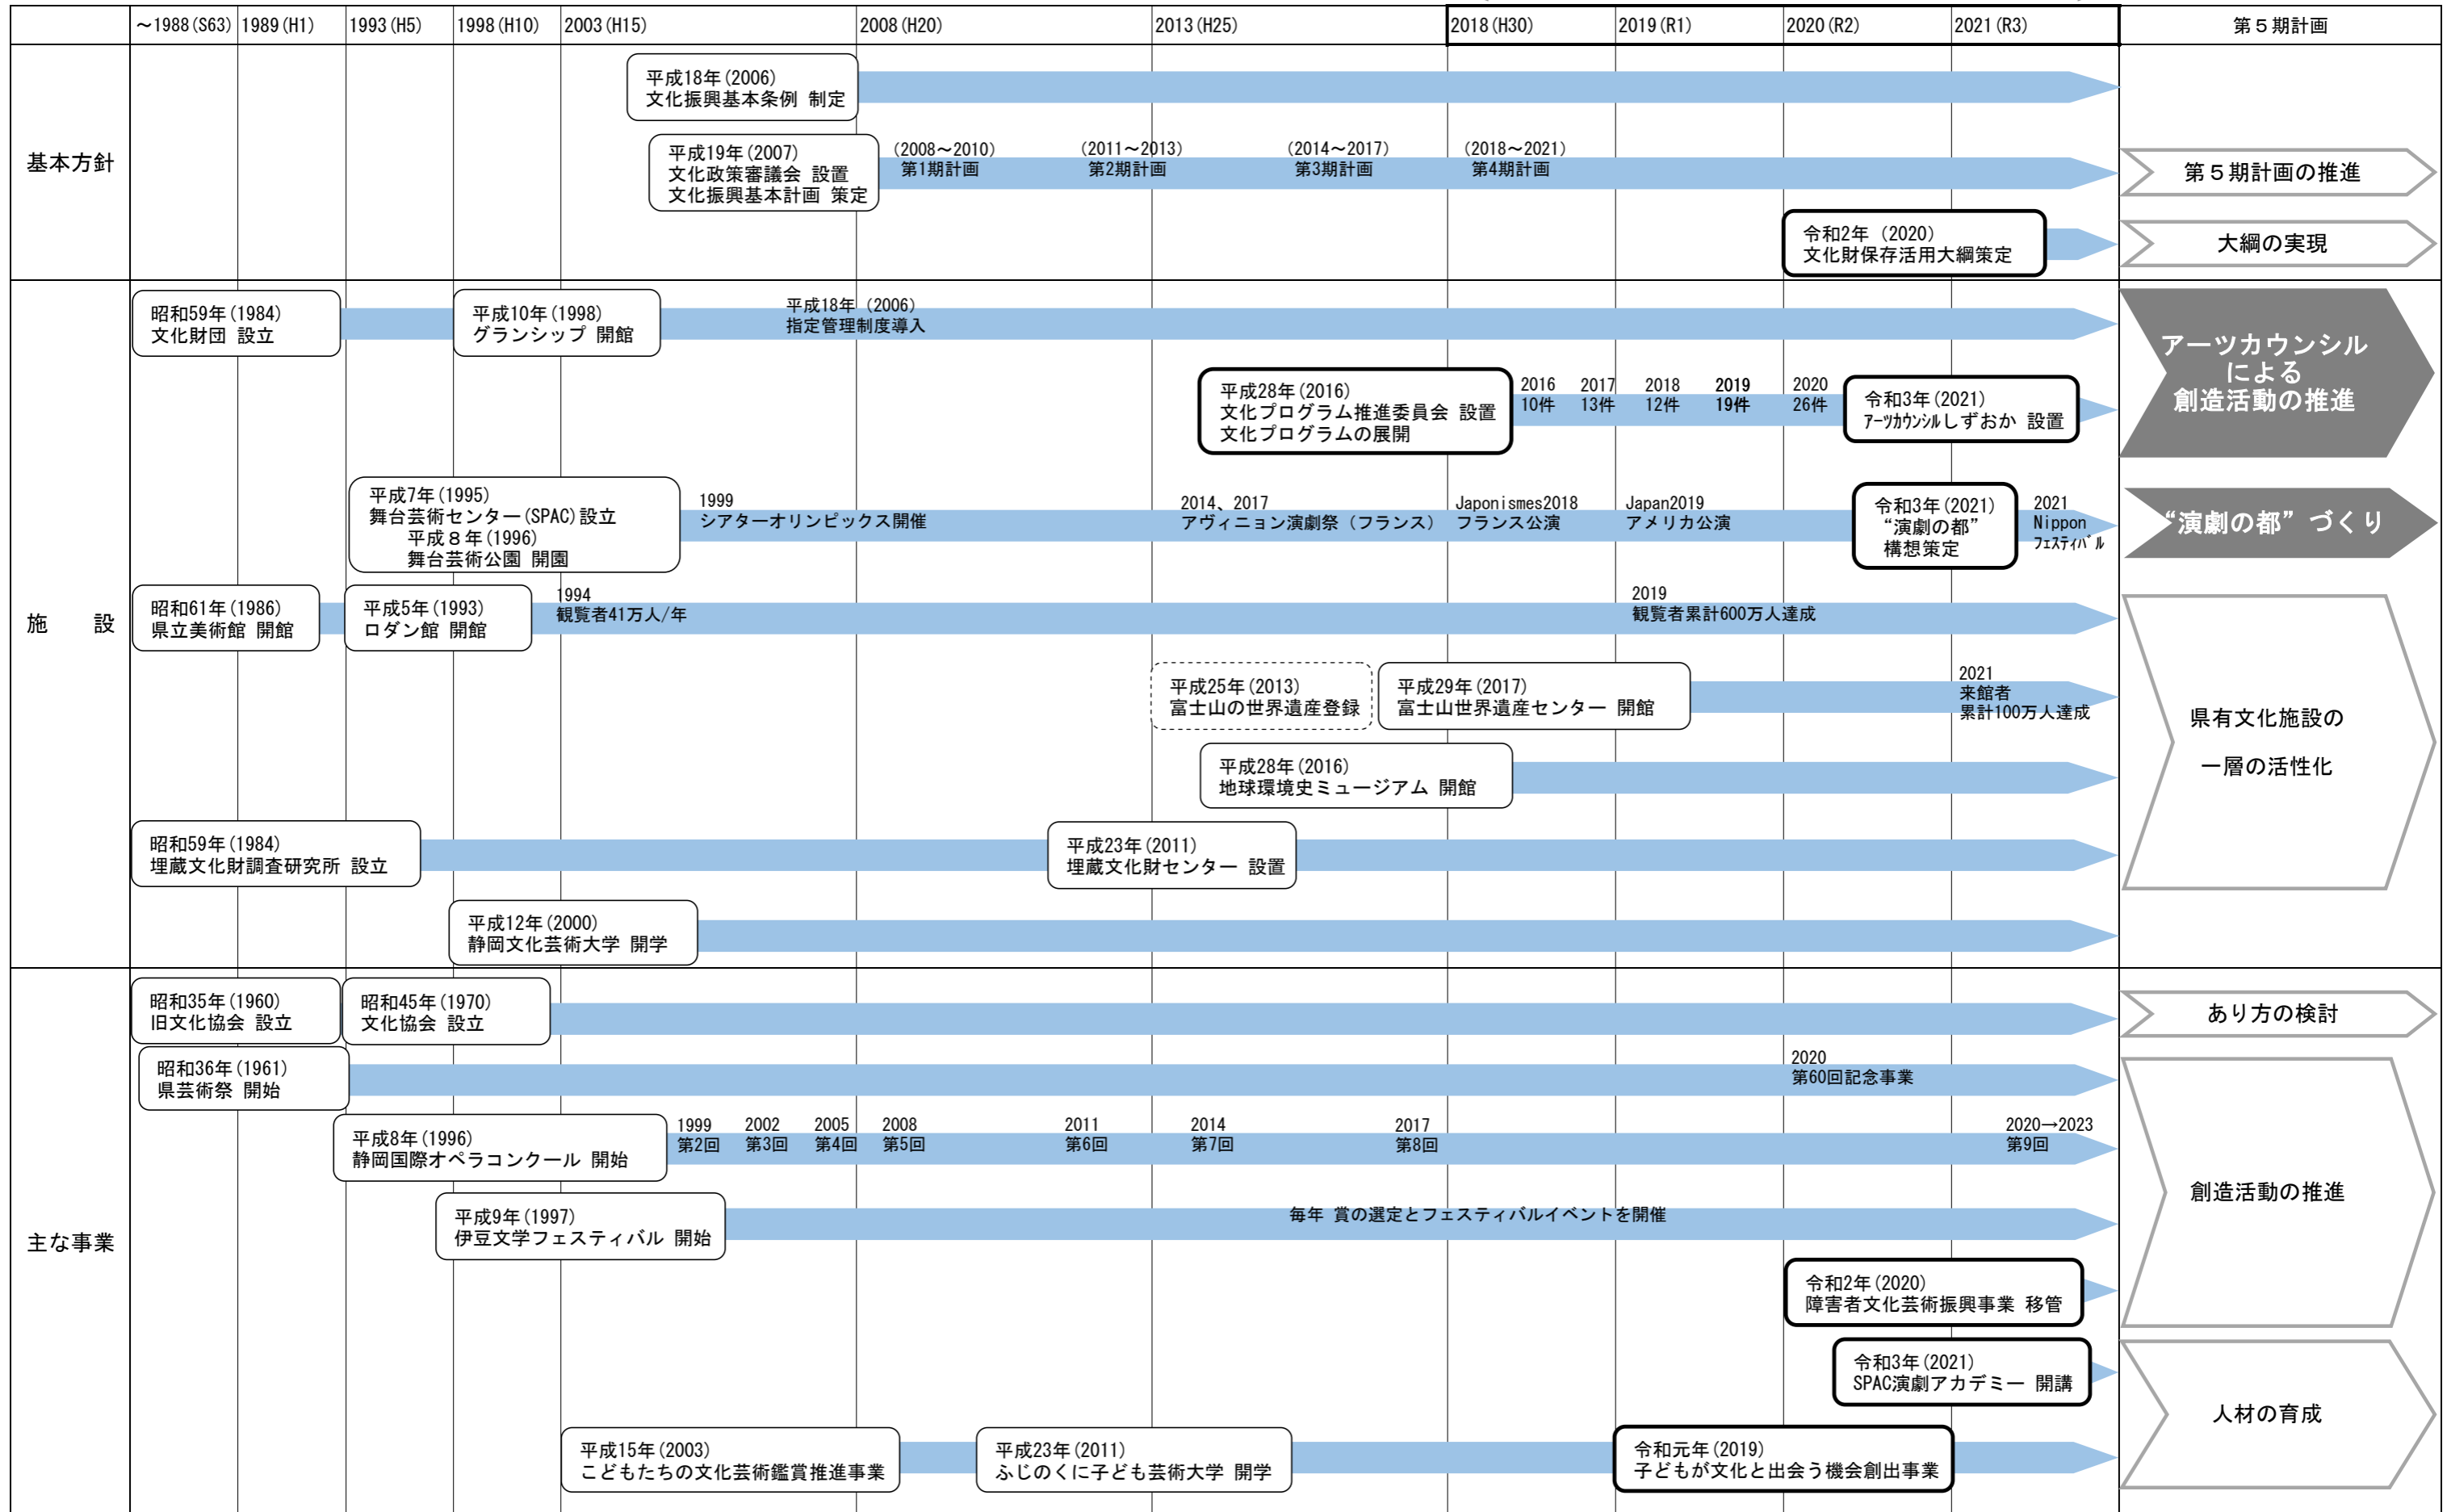 ～1988(S63)
1989(H1)
1993(H5)
1998(H10)
2003(H15)
2008(H20)
2013(H25)
2018(H30)
2019(R1)
2020(R2)
2021(R3)
第５期計画
基本方針
平成18年(2006)
文化振興基本条例 制定
平成19年(2007)
文化政策審議会 設置
文化振興基本計画 策定
(2008～2010)
第1期計画
(2011～2013)
第2期計画
(2014～2017)
第3期計画
(2018～2021)
第4期計画
第５期計画の推進
令和2年（2020）
文化財保存活用大綱策定
大綱の実現
施　設
昭和59年(1984)
文化財団 設立
平成10年(1998)
グランシップ 開館
平成18年（2006）
指定管理制度導入
平成28年(2016)
文化プログラム推進委員会 設置
文化プログラムの展開
2016
10件
2017
13件
2018
12件
2019
19件
2020
26件
令和3年(2021)
ｱｰﾂｶｳﾝｼﾙしずおか 設置
アーツカウンシル
による
創造活動の推進
平成7年(1995)
舞台芸術センター(SPAC)設立
平成８年(1996)
舞台芸術公園 開園
1999
シアターオリンピックス開催
2014、2017
アヴィニョン演劇祭（フランス）
Japonismes2018
フランス公演
Japan2019
アメリカ公演
令和3年(2021)
“演劇の都”
構想策定
2021
Nippon
ﾌｪｽﾃｨﾊﾞﾙ
“演劇の都”づくり
昭和61年(1986)
県立美術館 開館
平成5年(1993)
ロダン館 開館
1994
観覧者41万人/年
2019
観覧者累計600万人達成
平成25年(2013)
富士山の世界遺産登録
平成29年(2017)
富士山世界遺産センター 開館
2021
来館者
累計100万人達成
県有文化施設の
一層の活性化
平成28年(2016)
地球環境史ミュージアム 開館
昭和59年(1984)
埋蔵文化財調査研究所 設立
平成23年(2011)
埋蔵文化財センター 設置
平成12年(2000)
静岡文化芸術大学 開学
主な事業
昭和35年(1960)
旧文化協会 設立
昭和45年(1970)
文化協会 設立
あり方の検討
昭和36年(1961)
県芸術祭 開始
2020
第60回記念事業
平成8年(1996)
静岡国際オペラコンクール 開始
1999
第2回
2002
第3回
2005
第4回
2008
第5回
2011
第6回
2014
第7回
2017
第8回
2020→2023
第9回
創造活動の推進
平成9年(1997)
伊豆文学フェスティバル 開始
毎年 賞の選定とフェスティバルイベントを開催
令和2年(2020)
障害者文化芸術振興事業 移管
令和3年(2021)
SPAC演劇アカデミー 開講
人材の育成
平成15年(2003)
こどもたちの文化芸術鑑賞推進事業
平成23年(2011)
ふじのくに子ども芸術大学 開学
令和元年(2019)
子どもが文化と出会う機会創出事業